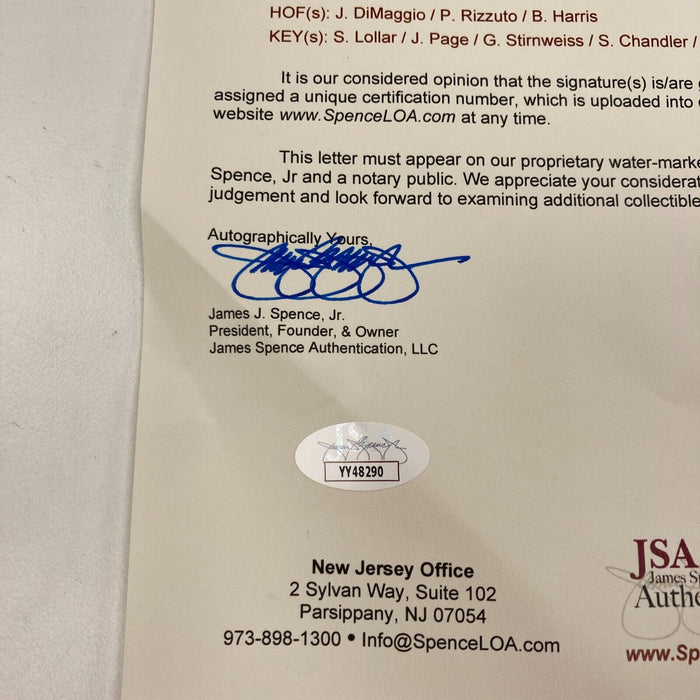 HOF(s): J. DiMaggio / P. Rizzuto / B. Harris
KEY(s): S. Lollar / J. Page / G. Stirnweiss / S. Chandler /
It is our considered opinion that the signature(s) is/are
assigned a unique certification number, which is uploaded into
website www.SpenceLOA.com at any time.
This letter must appear on our proprietary water-marke
Spence, Jr and a notary public. We appreciate your considerat
judgement and look forward to examining additional collectible
Autographically Yours,
James J. Spence, Jr.
President, Founder, & Owner
James Spence Authentication, LLC
YY48290
New Jersey Office
2 Sylvan Way, Suite 102
Parsippany, NJ 07054
973-898-1300 • Info@SpenceLOA.com
JSA
James Sp
Authe
www.Sp